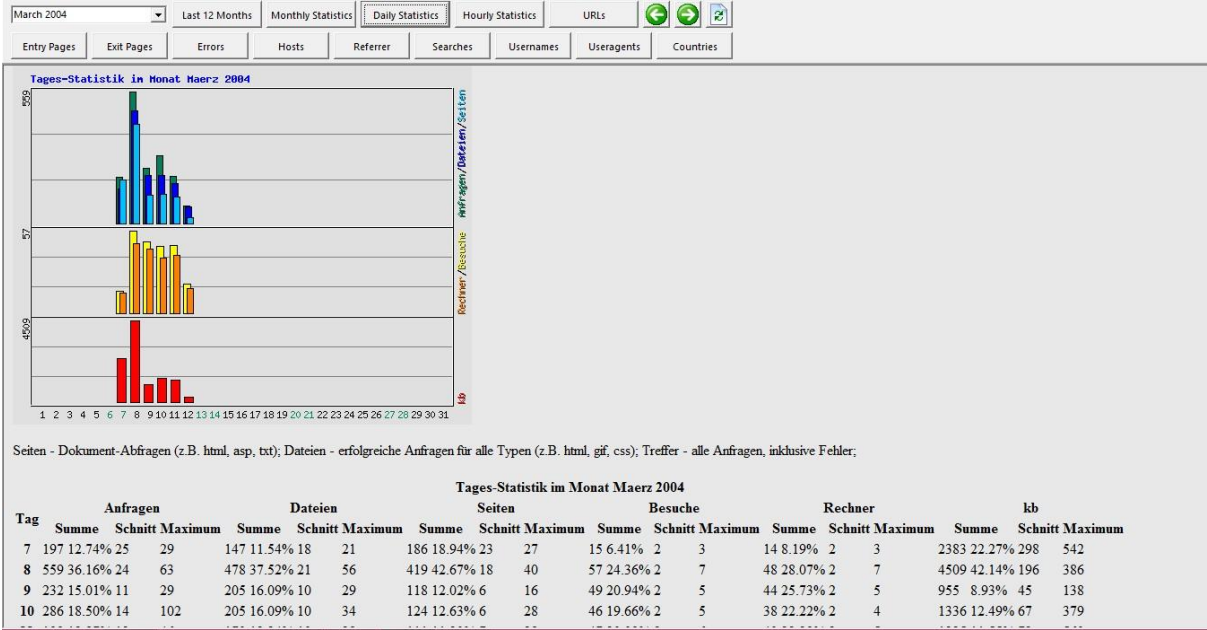 March 2004 Last 12 Months Monthly Statistics Daily Statistics Hourly Statistics URLs
Entry Pages Exit Pages Errors Hosts Referrer Searches Usernames Useragents Countries
Tages-Statistik im Monat Maerz 2004
559
Anfragen/Dateien/Seiten
57
Rechner/Besuche
4509
kb
1 2 3 4 5 6 7 8 9 10 11 12 13 14 15 16 17 18 19 20 21 22 23 24 25 26 27 28 29 30 31
Seiten - Dokument-Abfragen (z.B. html, asp, txt); Dateien - erfolgreiche Anfragen für alle Typen (z.B. html, gif, css); Treffer - alle Anfragen, inklusive Fehler;
Tages-Statistik im Monat Maerz 2004
Tag Anfragen Dateien Seiten Besuche Rechner kb
Summe Schnitt Maximum Summe Schnitt Maximum Summe Schnitt Maximum Summe Schnitt Maximum Summe Schnitt Maximum Summe Schnitt Maximum
7 197 12.74% 25 29 147 11.54% 18 21 186 18.94% 23 27 15 6.41% 2 3 14 8.19% 2 3 2383 22.27% 298 542
8 559 36.16% 24 63 478 37.52% 21 56 419 42.67% 18 40 57 24.36% 2 7 48 28.07% 2 7 4509 42.14% 196 386
9 232 15.01% 11 29 205 16.09% 10 29 118 12.02% 6 16 49 20.94% 2 5 44 25.73% 2 5 955 8.93% 45 138
10 286 18.50% 14 102 205 16.09% 10 34 124 12.63% 6 28 46 19.66% 2 5 38 22.22% 2 4 1336 12.49% 67 379